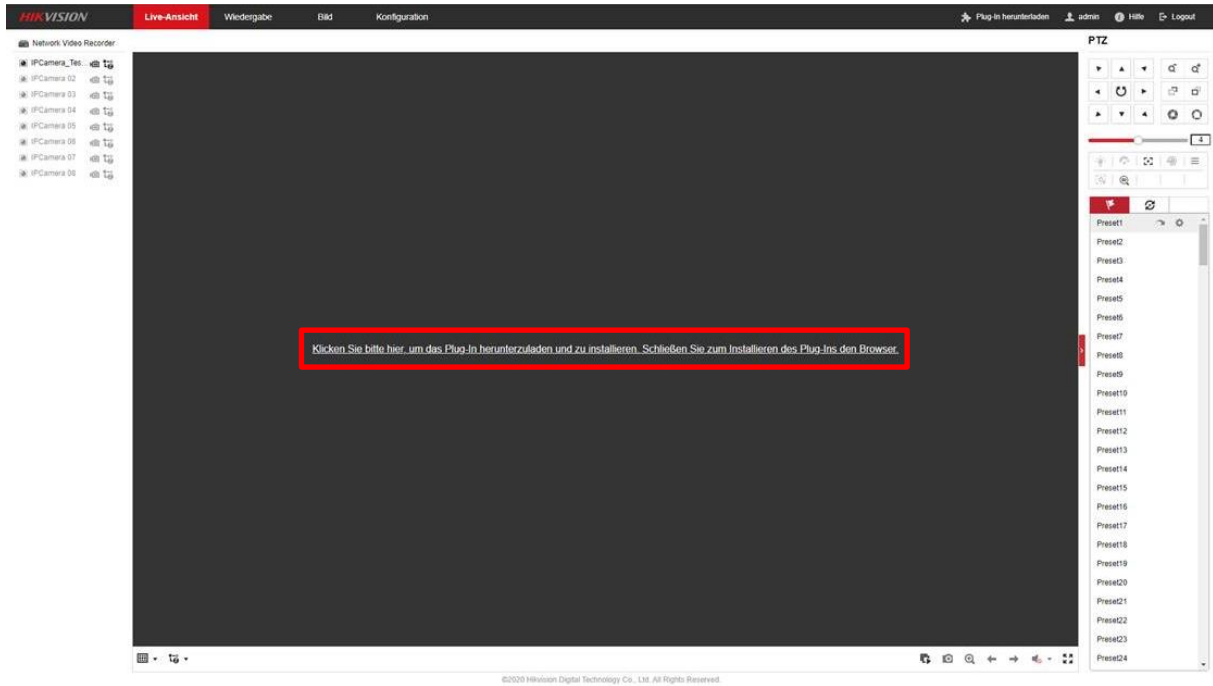 HIKVISION
Live-Ansicht
Wiedergabe
Bild
Konfiguration
Plug-In herunterladen
admin
Hilfe
Logout
Network Video Recorder
IPCamera_Tes...
IPCamera 02
IPCamera 03
IPCamera 04
IPCamera 05
IPCamera 06
IPCamera 07
IPCamera 08
Klicken Sie bitte hier, um das Plug-In herunterzuladen und zu installieren. Schließen Sie zum Installieren des Plug-Ins den Browser.
PTZ
4
Preset1
Preset2
Preset3
Preset4
Preset5
Preset6
Preset7
Preset8
Preset9
Preset10
Preset11
Preset12
Preset13
Preset14
Preset15
Preset16
Preset17
Preset18
Preset19
Preset20
Preset21
Preset22
Preset23
Preset24
©2020 Hikvision Digital Technology Co., Ltd. All Rights Reserved.